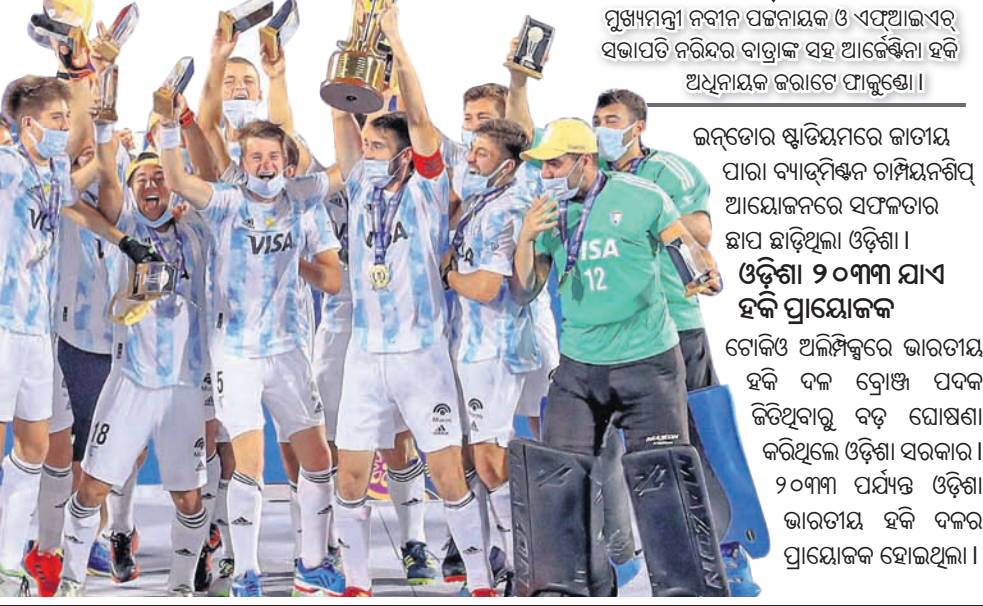 ମୁଖ୍ୟମନ୍ତ୍ରୀ ନବୀନ ପଟ୍ଟନାୟକ ଓ ଏଫ୍ଆଇଏଚ୍
ସଭାପତି ନରିନ୍ଦର ବାତ୍ରାଙ୍କ ସହ ଆର୍ଜେଣ୍ଟିନା ହକି
ଅଧିନାୟକ ଜରାଟେ ଫାକୁଣ୍ଡୋ।
ଇନ୍‌ଡୋର ଷ୍ଟାଡିୟମରେ ଜାତୀୟ
ପାରା ବ୍ୟାଡ୍‌ମିଣ୍ଟନ ଚାମ୍ପିୟନଶିପ୍
ଆୟୋଜନରେ ସଫଳତାର
ଛାପ ଛାଡ଼ିଥିଲା ଓଡ଼ିଶା।
ଓଡ଼ିଶା ୨୦୩୩ ଯାଏ
ହକି ପ୍ରାୟୋଜକ
ଟୋକିଓ ଅଲିମ୍ପିକ୍ସରେ ଭାରତୀୟ
ହକି ଦଳ ବ୍ରୋଞ୍ଜ ପଦକ
ଜିତିଥିବାରୁ ବଡ଼ ଘୋଷଣା
କରିଥିଲେ ଓଡ଼ିଶା ସରକାର।
୨୦୩୩ ପର୍ଯ୍ୟନ୍ତ ଓଡ଼ିଶା
ଭାରତୀୟ ହକି ଦଳର
ପ୍ରାୟୋଜକ ହୋଇଥିଲା।
VISA
VISA
VISA
12
5
18